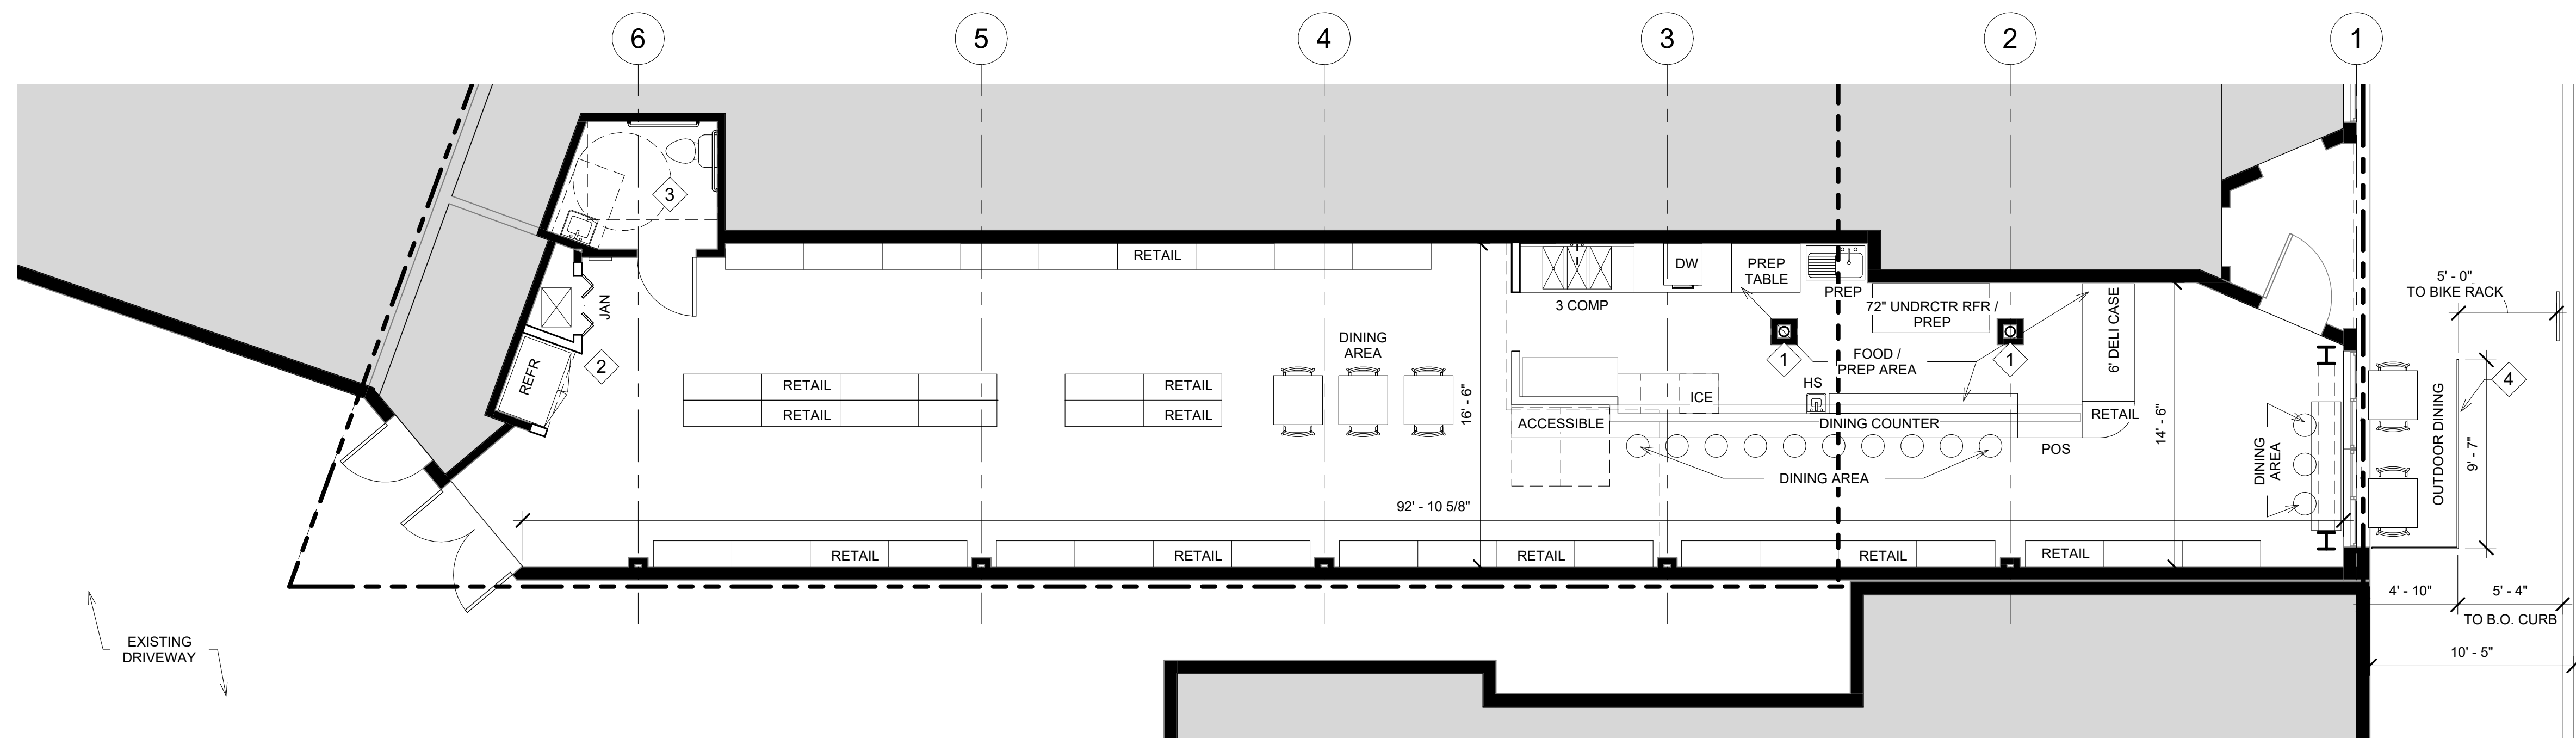 6
5
4
3
2
1
3
RETAIL
DW
PREP
TABLE
PREP
3 COMP
72" UNDRCTR RFR /
PREP
6' DELI CASE
5' - 0"
TO BIKE RACK
JAN
REFR
2
DINING
AREA
1
1
FOOD /
PREP AREA
HS
ICE
RETAIL
RETAIL
RETAIL
RETAIL
16' - 6"
ACCESSIBLE
DINING COUNTER
RETAIL
POS
14' - 6"
DINING AREA
DINING
AREA
OUTDOOR DINING
9' - 7"
4
92' - 10 5/8"
RETAIL
RETAIL
RETAIL
RETAIL
RETAIL
4' - 10"
5' - 4"
TO B.O. CURB
10' - 5"
EXISTING
DRIVEWAY